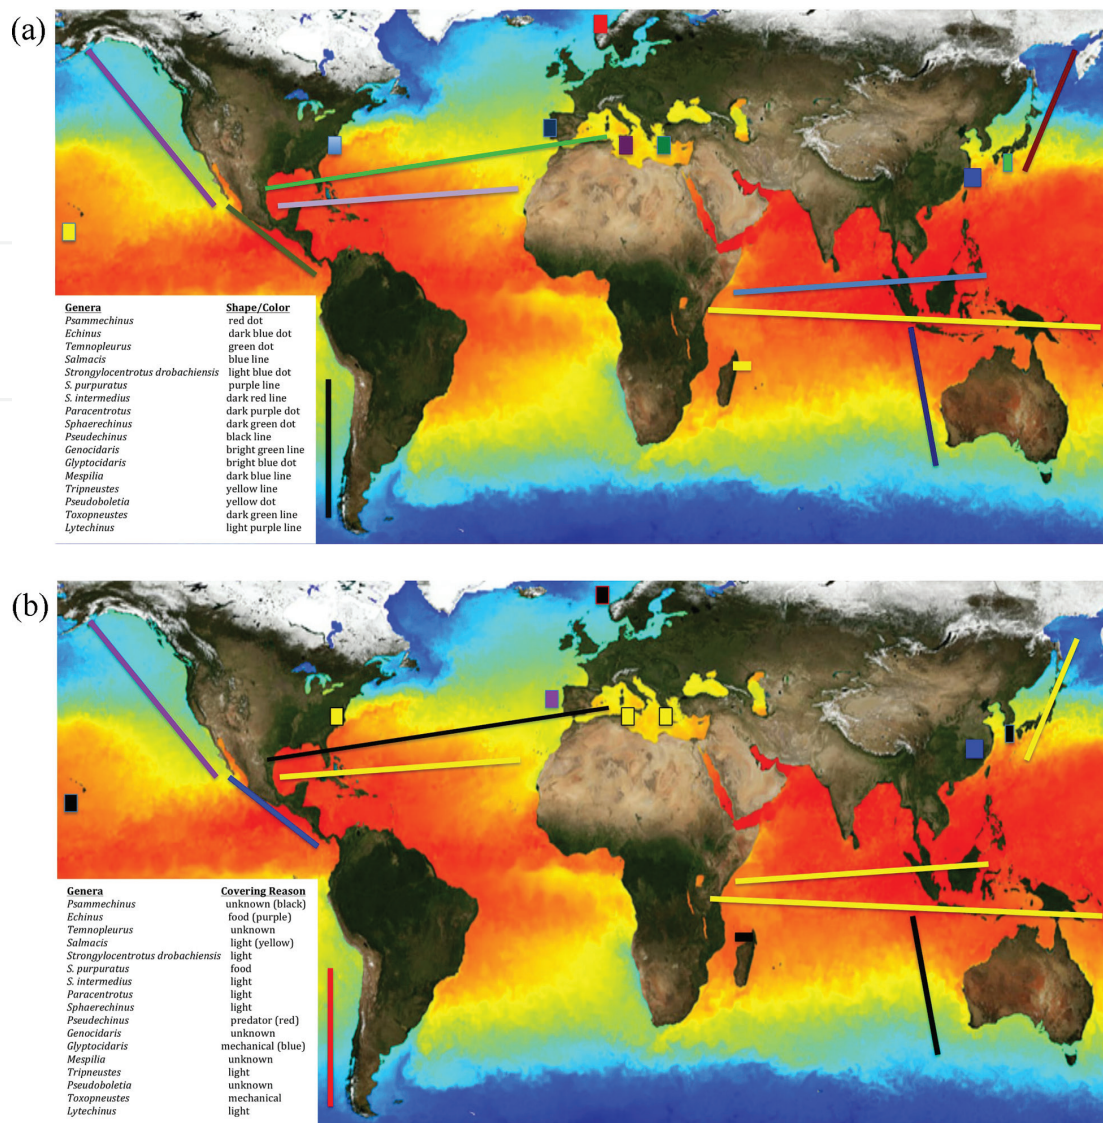 (a)
Genera Shape/Color
Psammechinus red dot
Echinus dark blue dot
Temnopleurus green dot
Salmacis blue line
Strongylocentrotus drobachiensis light blue dot
S. purpuratus purple line
S. intermedius dark red line
Paracentrotus dark purple dot
Sphaerechinus dark green dot
Pseudechinus black line
Genocidaris bright green line
Glyptocidaris bright blue dot
Mespilia dark blue line
Tripneustes yellow line
Pseudoboletia yellow dot
Toxopneustes dark green line
Lytechinus light purple line
(b)
Genera Covering Reason
Psammechinus unknown (black)
Echinus food (purple)
Temnopleurus unknown
Salmacis light (yellow)
Strongylocentrotus drobachiensis light
S. purpuratus food
S. intermedius light
Paracentrotus light
Sphaerechinus light
Pseudechinus predator (red)
Genocidaris unknown
Glyptocidaris mechanical (blue)
Mespilia unknown
Tripneustes light
Pseudoboletia unknown
Toxopneustes mechanical
Lytechinus light